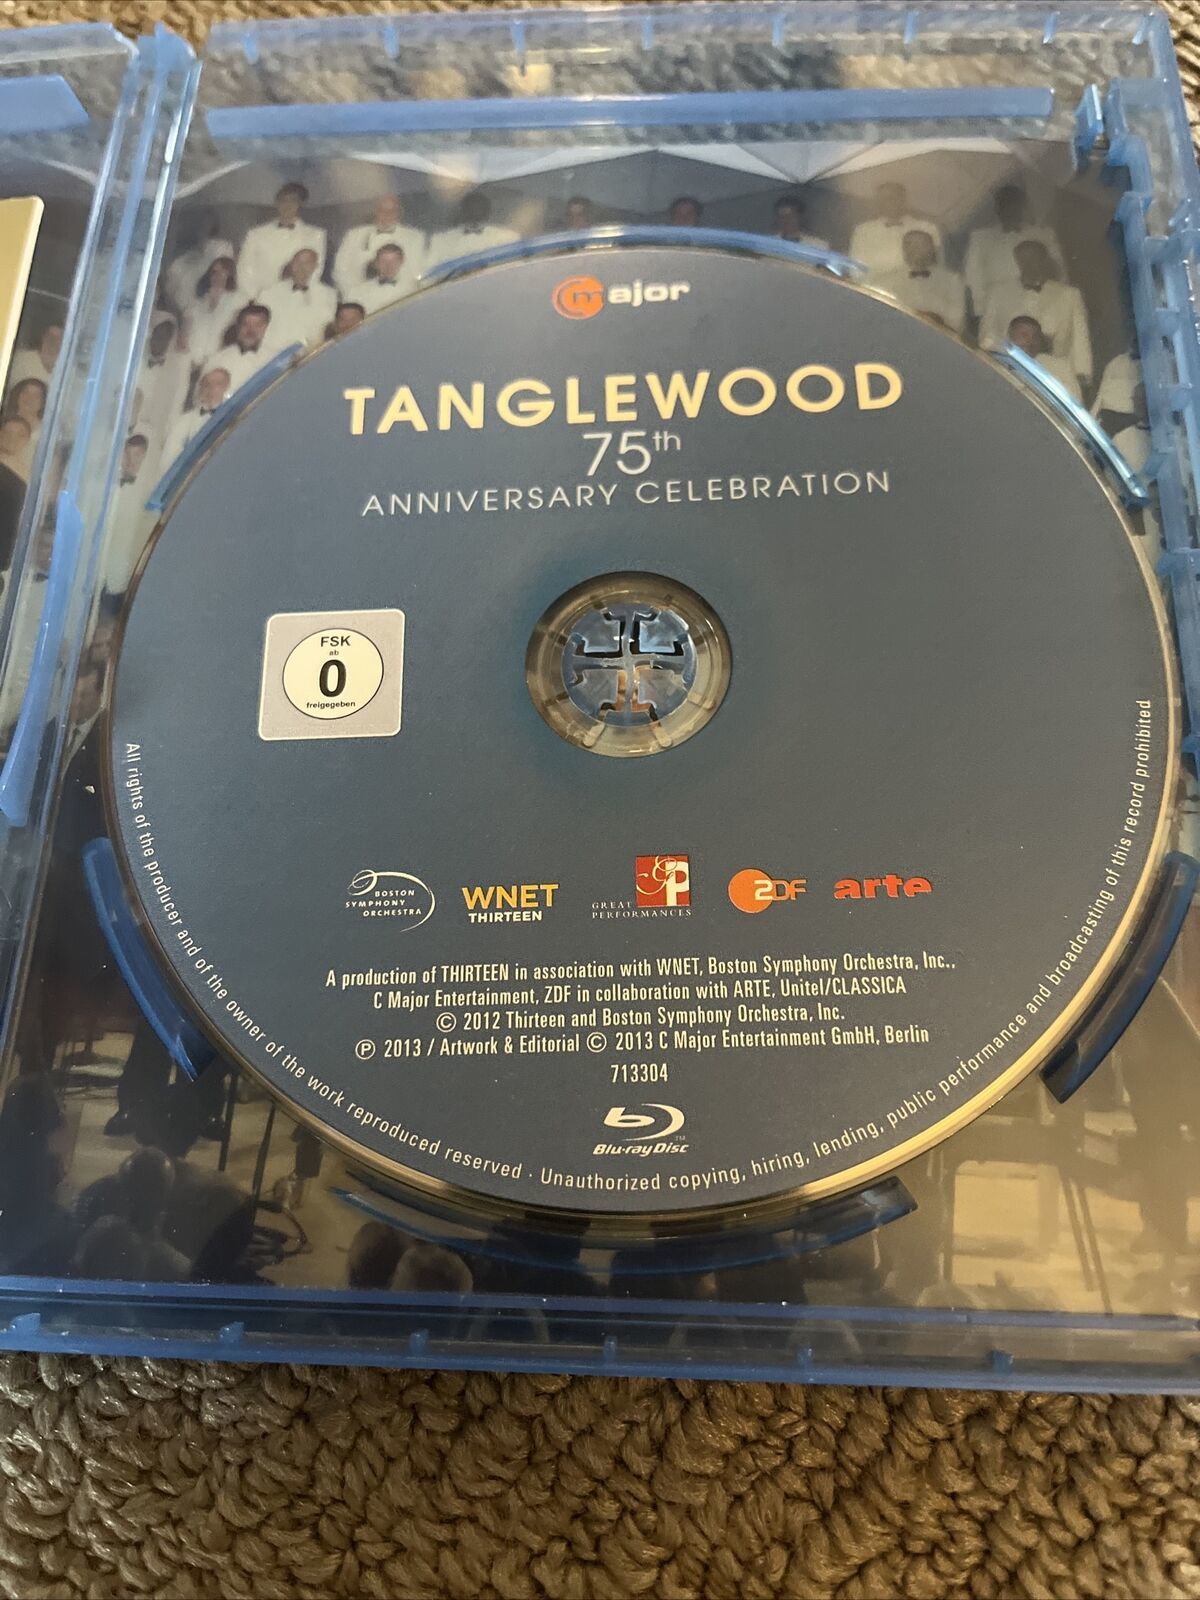 major
TANGLEWOOD
75th
ANNIVERSARY CELEBRATION
FSK
ab
0
freigegeben
BOSTON
SYMPHONY
ORCHESTRA
WNET
THIRTEEN
GP
GREAT
PERFORMANCES
2DF
arte
A production of THIRTEEN in association with WNET, Boston Symphony Orchestra, Inc.,
C Major Entertainment, ZDF in collaboration with ARTE, Unitel/CLASSICA
© 2012 Thirteen and Boston Symphony Orchestra, Inc.
℗ 2013 / Artwork & Editorial © 2013 C Major Entertainment GmbH, Berlin
713304
Blu-ray Disc™
All rights of the producer and of the owner of the work reproduced reserved · Unauthorized copying, hiring, lending, public performance and broadcasting of this record prohibited